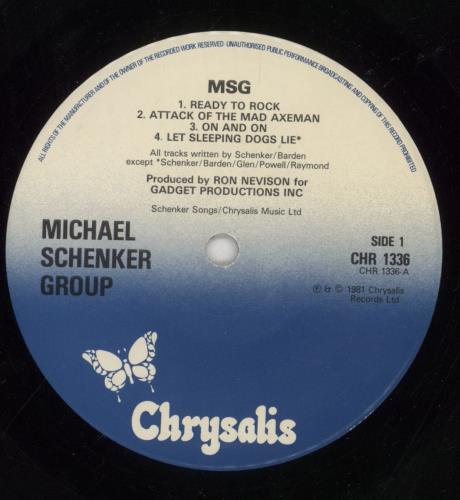 ALL RIGHTS OF THE MANUFACTURER AND OF THE OWNER OF THE RECORDED WORK RESERVED · UNAUTHORISED PUBLIC PERFORMANCE BROADCASTING AND COPYING OF THIS RECORD PROHIBITED
MSG
1. READY TO ROCK
2. ATTACK OF THE MAD AXEMAN
3. ON AND ON
4. LET SLEEPING DOGS LIE*
All tracks written by Schenker/Barden
except *Schenker/Barden/Glen/Powell/Raymond
Produced by RON NEVISON for
GADGET PRODUCTIONS INC
Schenker Songs/Chrysalis Music Ltd
MICHAEL
SCHENKER
GROUP
SIDE 1
CHR 1336
CHR 1336-A
℗ & © 1981 Chrysalis
Records Ltd
Chrysalis